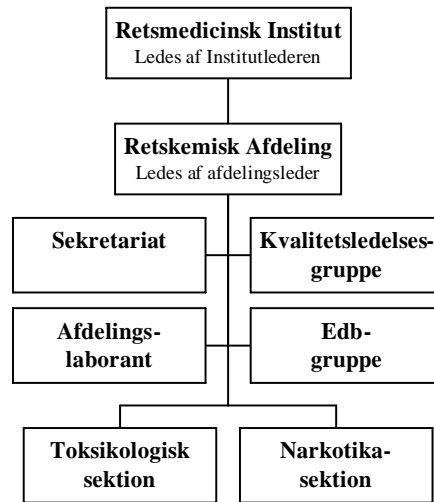 Retsmedicinsk Institut
Ledes af Institutlederen
Retskemisk Afdeling
Ledes af afdelingsleder
Sekretariat
Kvalitetsledelses-
gruppe
Afdelings-
laborant
Edb-
gruppe
Toksikologisk
sektion
Narkotika-
sektion